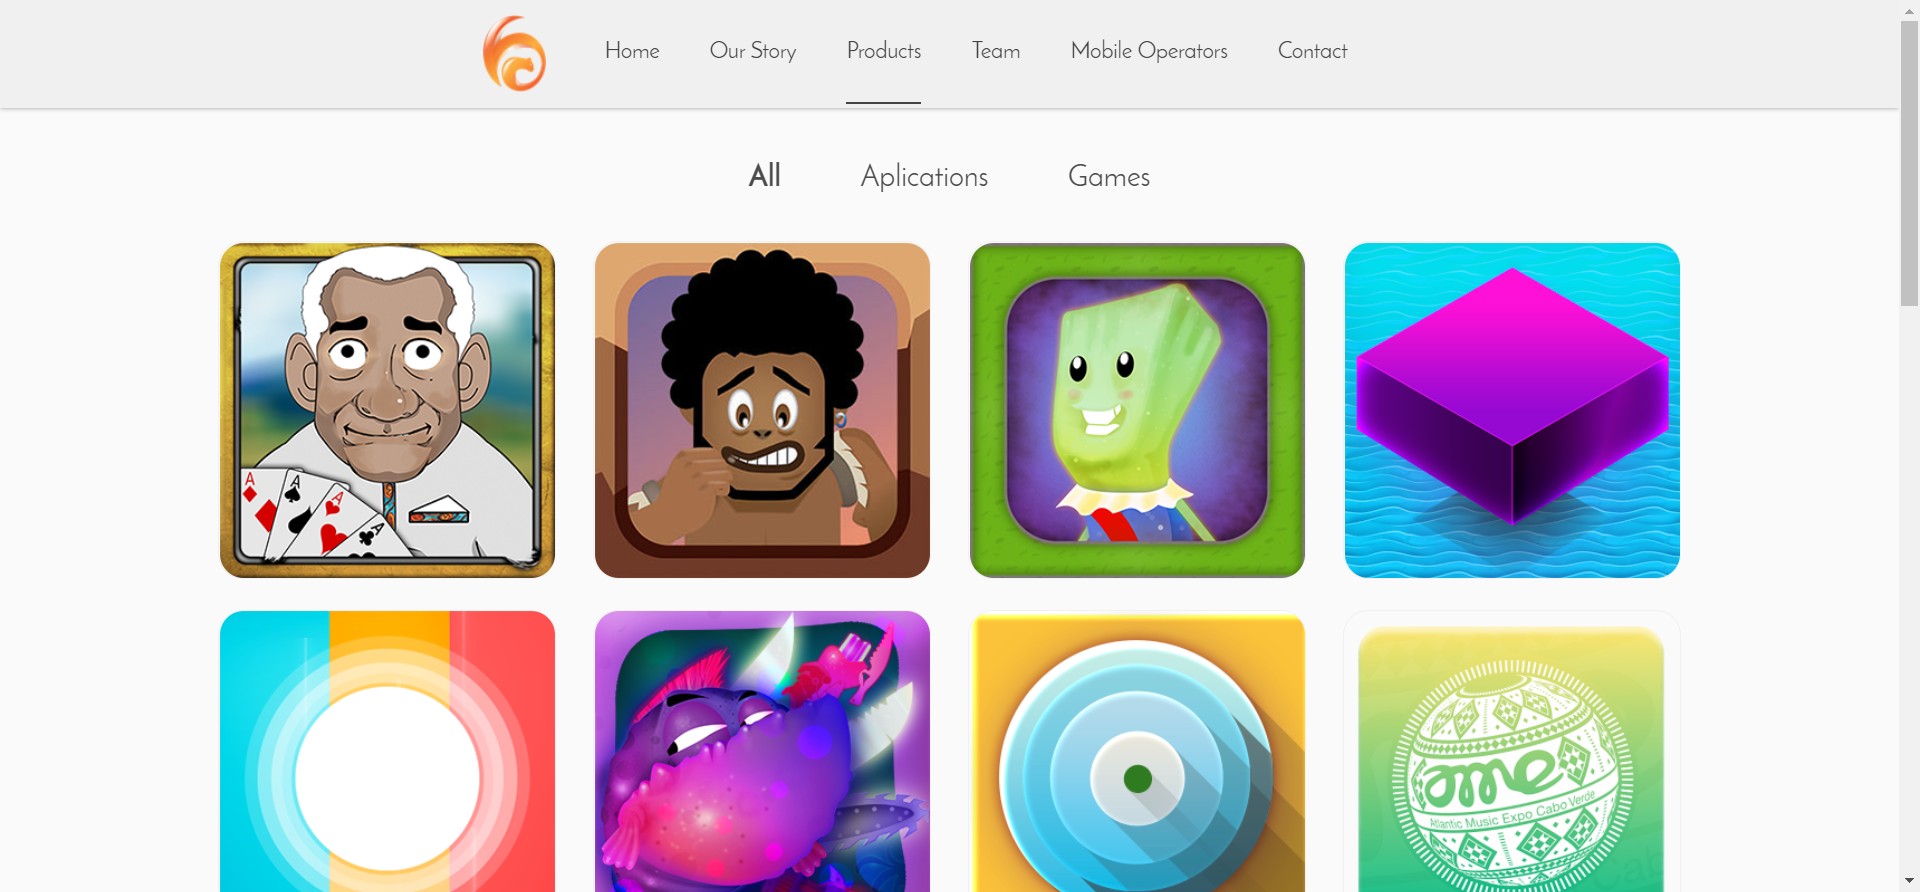 Home Our Story Products Team Mobile Operators Contact
All Aplications Games
A A A A
ame
Atlantic Music Expo Cabo Verde